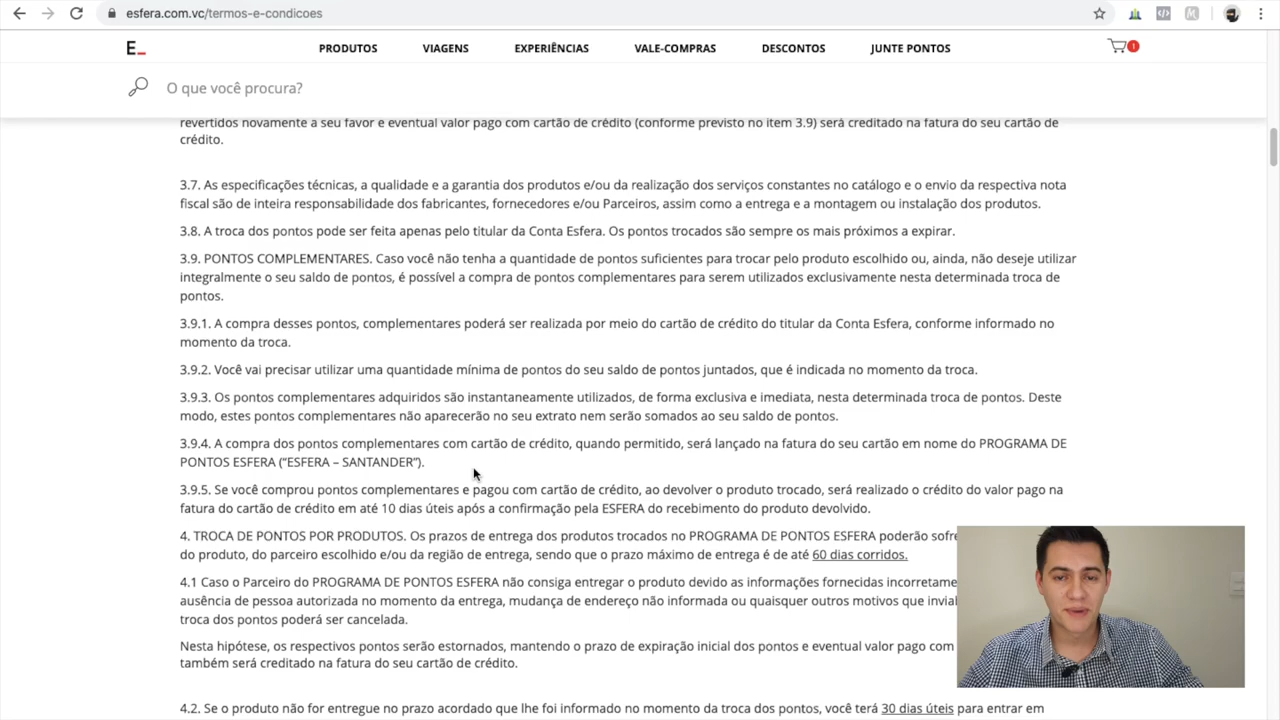 esfera.com.vc/termos-e-condicoes
E_
PRODUTOS VIAGENS EXPERIÊNCIAS VALE-COMPRAS DESCONTOS JUNTE PONTOS 1
O que você procura?
revertidos novamente a seu favor e eventual valor pago com cartão de crédito (conforme previsto no item 3.9) será creditado na fatura do seu cartão de
crédito.
3.7. As especificações técnicas, a qualidade e a garantia dos produtos e/ou da realização dos serviços constantes no catálogo e o envio da respectiva nota
fiscal são de inteira responsabilidade dos fabricantes, fornecedores e/ou Parceiros, assim como a entrega e a montagem ou instalação dos produtos.
3.8. A troca dos pontos pode ser feita apenas pelo titular da Conta Esfera. Os pontos trocados são sempre os mais próximos a expirar.
3.9. PONTOS COMPLEMENTARES. Caso você não tenha a quantidade de pontos suficientes para trocar pelo produto escolhido ou, ainda, não deseje utilizar
integralmente o seu saldo de pontos, é possível a compra de pontos complementares para serem utilizados exclusivamente nesta determinada troca de
pontos.
3.9.1. A compra desses pontos, complementares poderá ser realizada por meio do cartão de crédito do titular da Conta Esfera, conforme informado no
momento da troca.
3.9.2. Você vai precisar utilizar uma quantidade mínima de pontos do seu saldo de pontos juntados, que é indicada no momento da troca.
3.9.3. Os pontos complementares adquiridos são instantaneamente utilizados, de forma exclusiva e imediata, nesta determinada troca de pontos. Deste
modo, estes pontos complementares não aparecerão no seu extrato nem serão somados ao seu saldo de pontos.
3.9.4. A compra dos pontos complementares com cartão de crédito, quando permitido, será lançado na fatura do seu cartão em nome do PROGRAMA DE
PONTOS ESFERA (“ESFERA – SANTANDER”).
3.9.5. Se você comprou pontos complementares e pagou com cartão de crédito, ao devolver o produto trocado, será realizado o crédito do valor pago na
fatura do cartão de crédito em até 10 dias úteis após a confirmação pela ESFERA do recebimento do produto devolvido.
4. TROCA DE PONTOS POR PRODUTOS. Os prazos de entrega dos produtos trocados no PROGRAMA DE PONTOS ESFERA poderão sofre
do produto, do parceiro escolhido e/ou da região de entrega, sendo que o prazo máximo de entrega é de até 60 dias corridos.
4.1 Caso o Parceiro do PROGRAMA DE PONTOS ESFERA não consiga entregar o produto devido as informações fornecidas incorretame
ausência de pessoa autorizada no momento da entrega, mudança de endereço não informada ou quaisquer outros motivos que invial
troca dos pontos poderá ser cancelada.
Nesta hipótese, os respectivos pontos serão estornados, mantendo o prazo de expiração inicial dos pontos e eventual valor pago com
também será creditado na fatura do seu cartão de crédito.
4.2. Se o produto não for entregue no prazo acordado que lhe foi informado no momento da troca dos pontos, você terá 30 dias úteis para entrar em